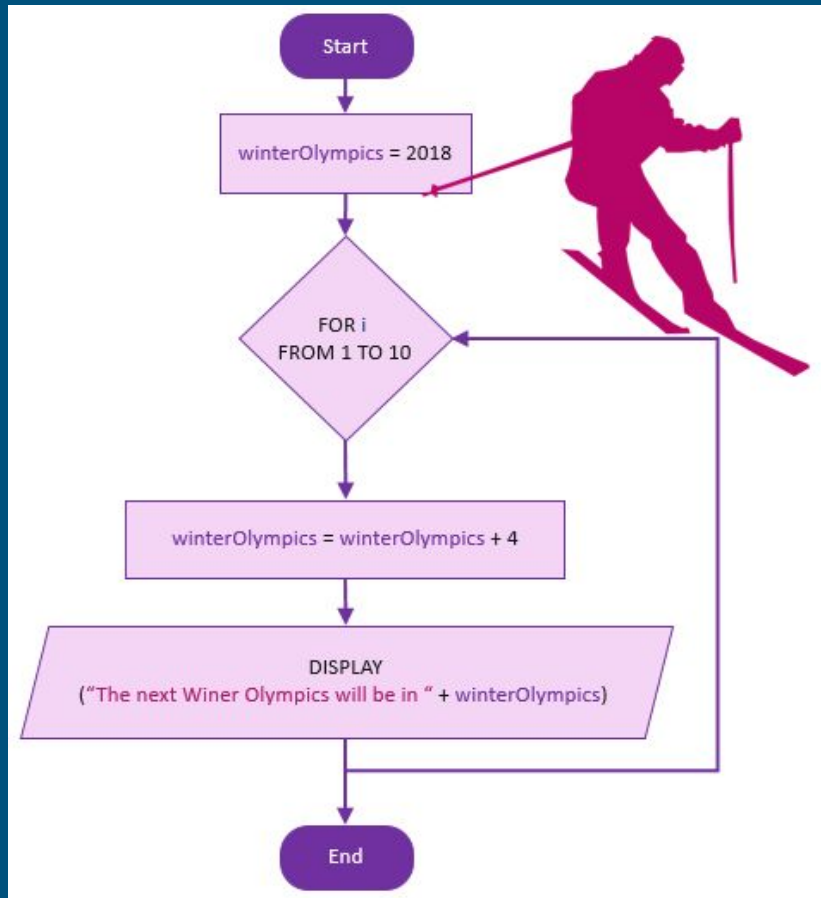 Start
winterOlympics = 2018
FOR i
FROM 1 TO 10
winterOlympics = winterOlympics + 4
DISPLAY
(“The next Winer Olympics will be in “ + winterOlympics)
End